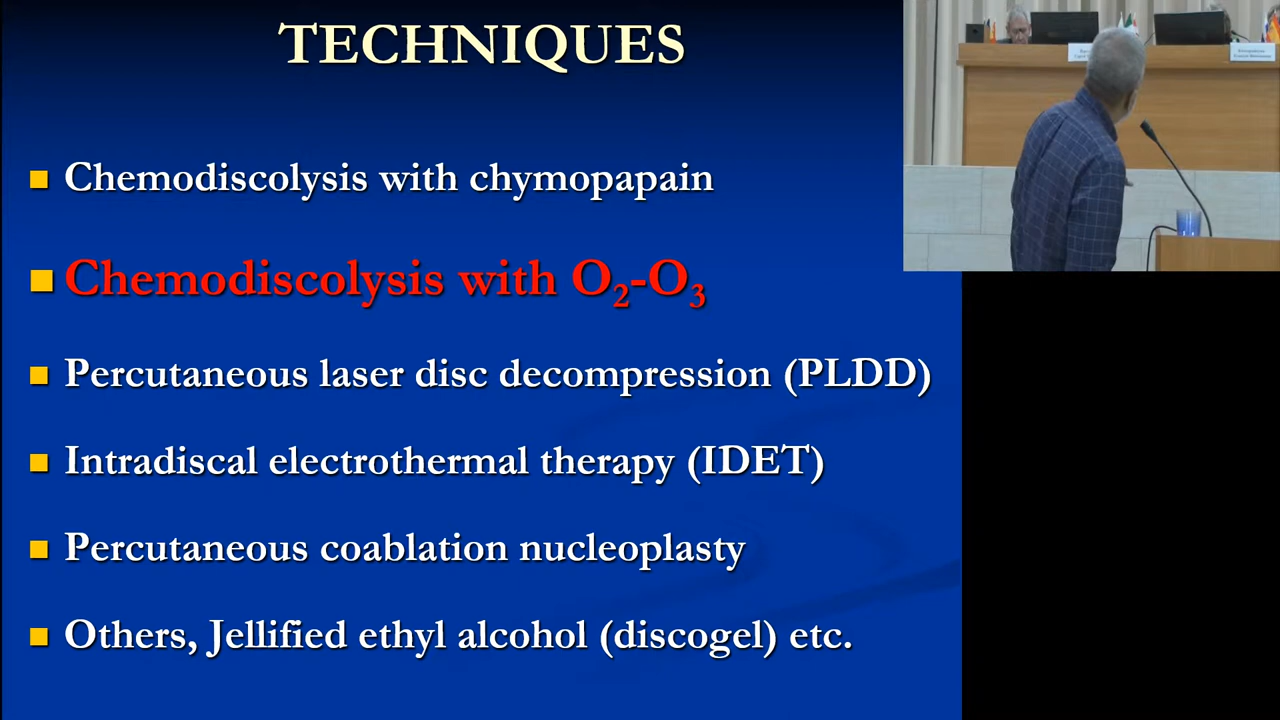 TECHNIQUES
Chemodiscolysis with chymopapain
Chemodiscolysis with O₂-O₃
Percutaneous laser disc decompression (PLDD)
Intradiscal electrothermal therapy (IDET)
Percutaneous coablation nucleoplasty
Others, Jellified ethyl alcohol (discogel) etc.